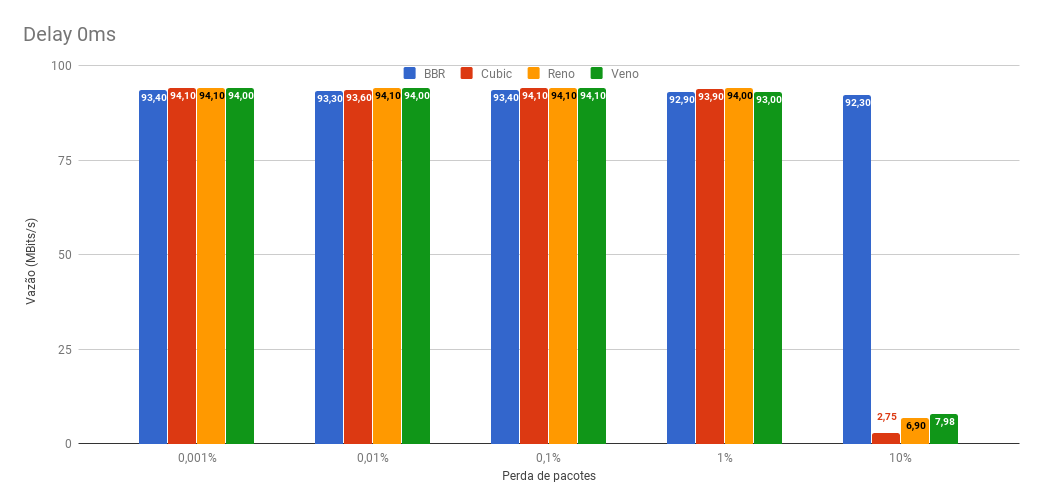 Delay 0ms
BBR Cubic Reno Veno
100
75
50
25
0
Vazão (MBits/s)
93,40 94,10 94,10 94,00
93,30 93,60 94,10 94,00
93,40 94,10 94,10 94,10
92,90 93,90 94,00 93,00
92,30 2,75 6,90 7,98
0,001% 0,01% 0,1% 1% 10%
Perda de pacotes